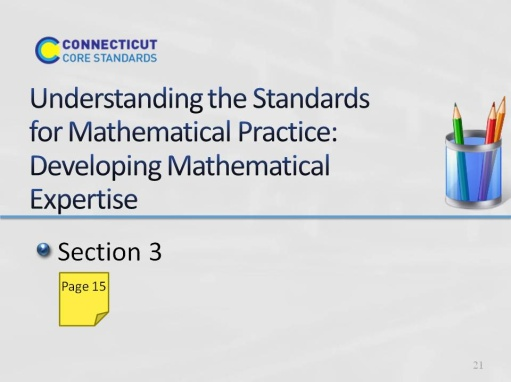 CONNECTICUT
CORE STANDARDS
Understanding the Standards
for Mathematical Practice:
Developing Mathematical
Expertise
Section 3
Page 15
21